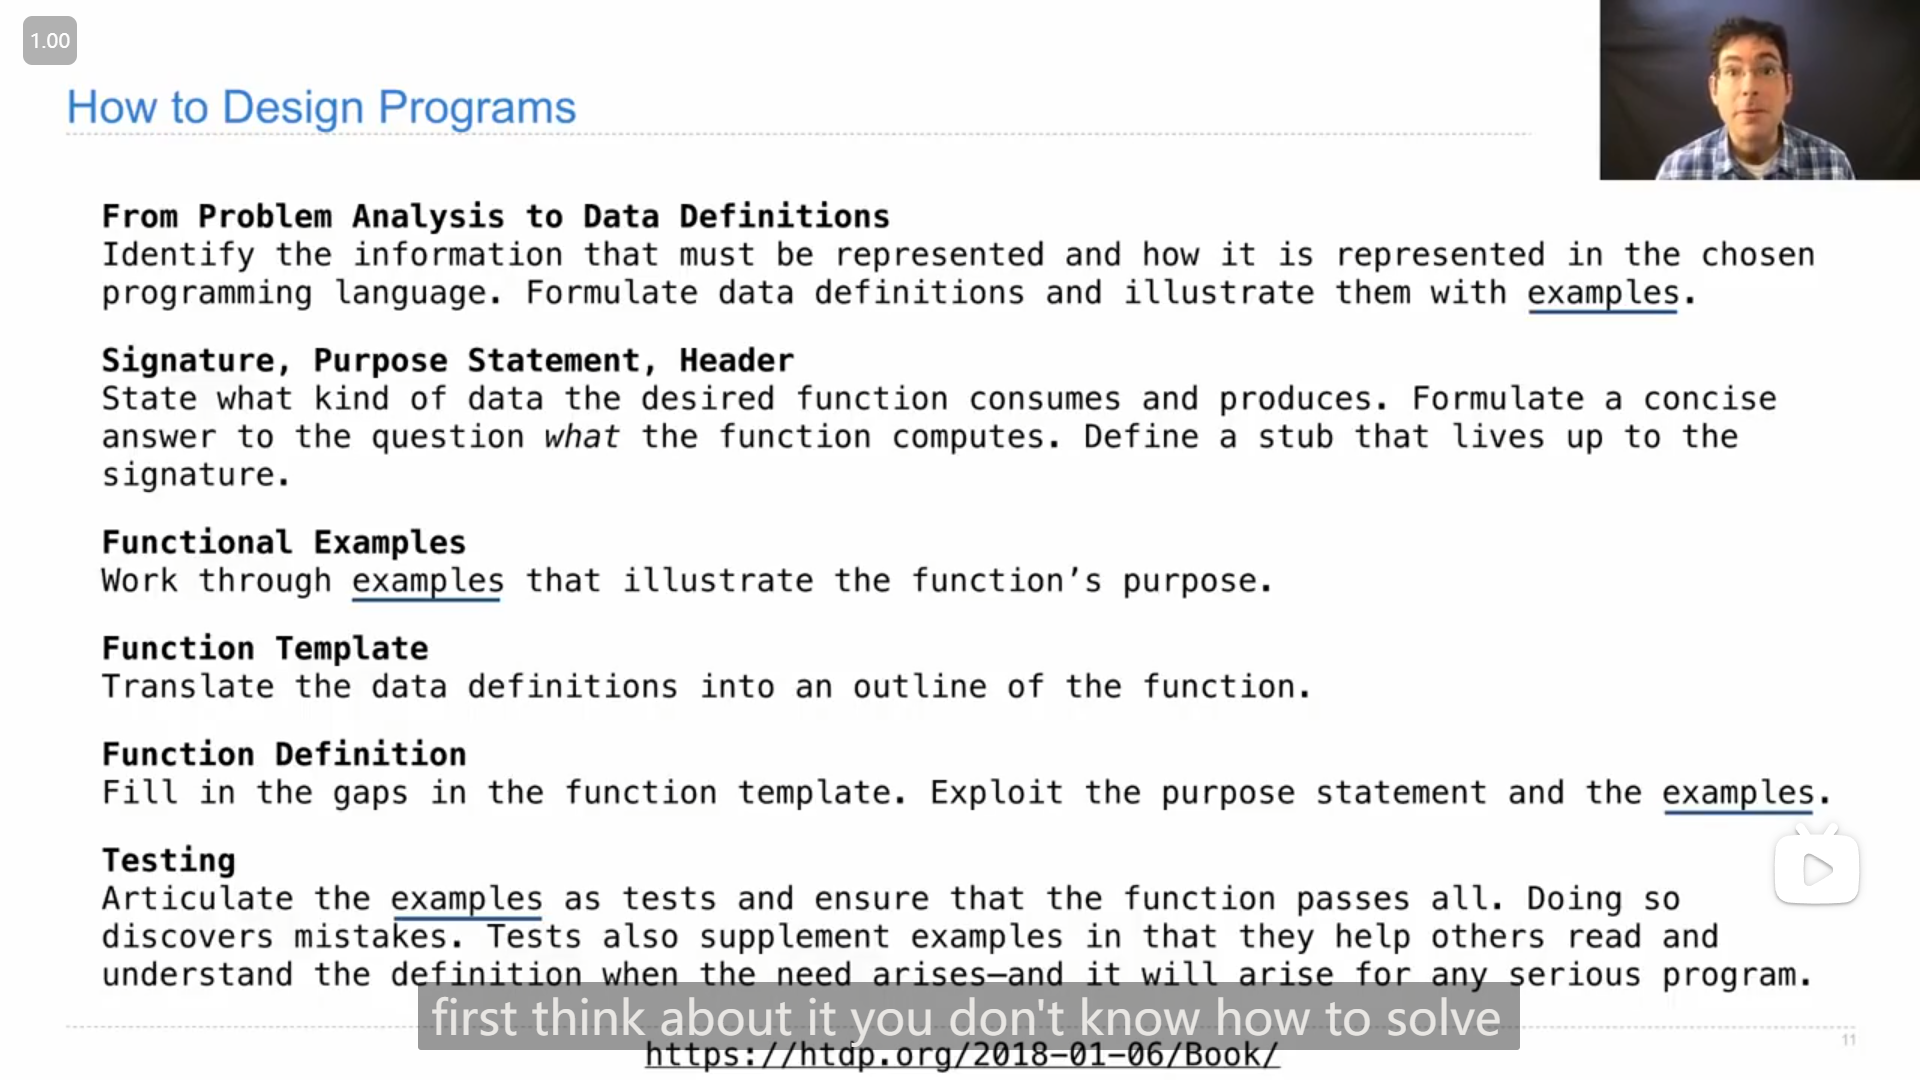 1.00
How to Design Programs
From Problem Analysis to Data Definitions
Identify the information that must be represented and how it is represented in the chosen
programming language. Formulate data definitions and illustrate them with examples.
Signature, Purpose Statement, Header
State what kind of data the desired function consumes and produces. Formulate a concise
answer to the question what the function computes. Define a stub that lives up to the
signature.
Functional Examples
Work through examples that illustrate the function’s purpose.
Function Template
Translate the data definitions into an outline of the function.
Function Definition
Fill in the gaps in the function template. Exploit the purpose statement and the examples.
Testing
Articulate the examples as tests and ensure that the function passes all. Doing so
discovers mistakes. Tests also supplement examples in that they help others read and
understand the definition when the need arises—and it will arise for any serious program.
first think about it you don't know how to solve
11
https://htdp.org/2018-01-06/Book/